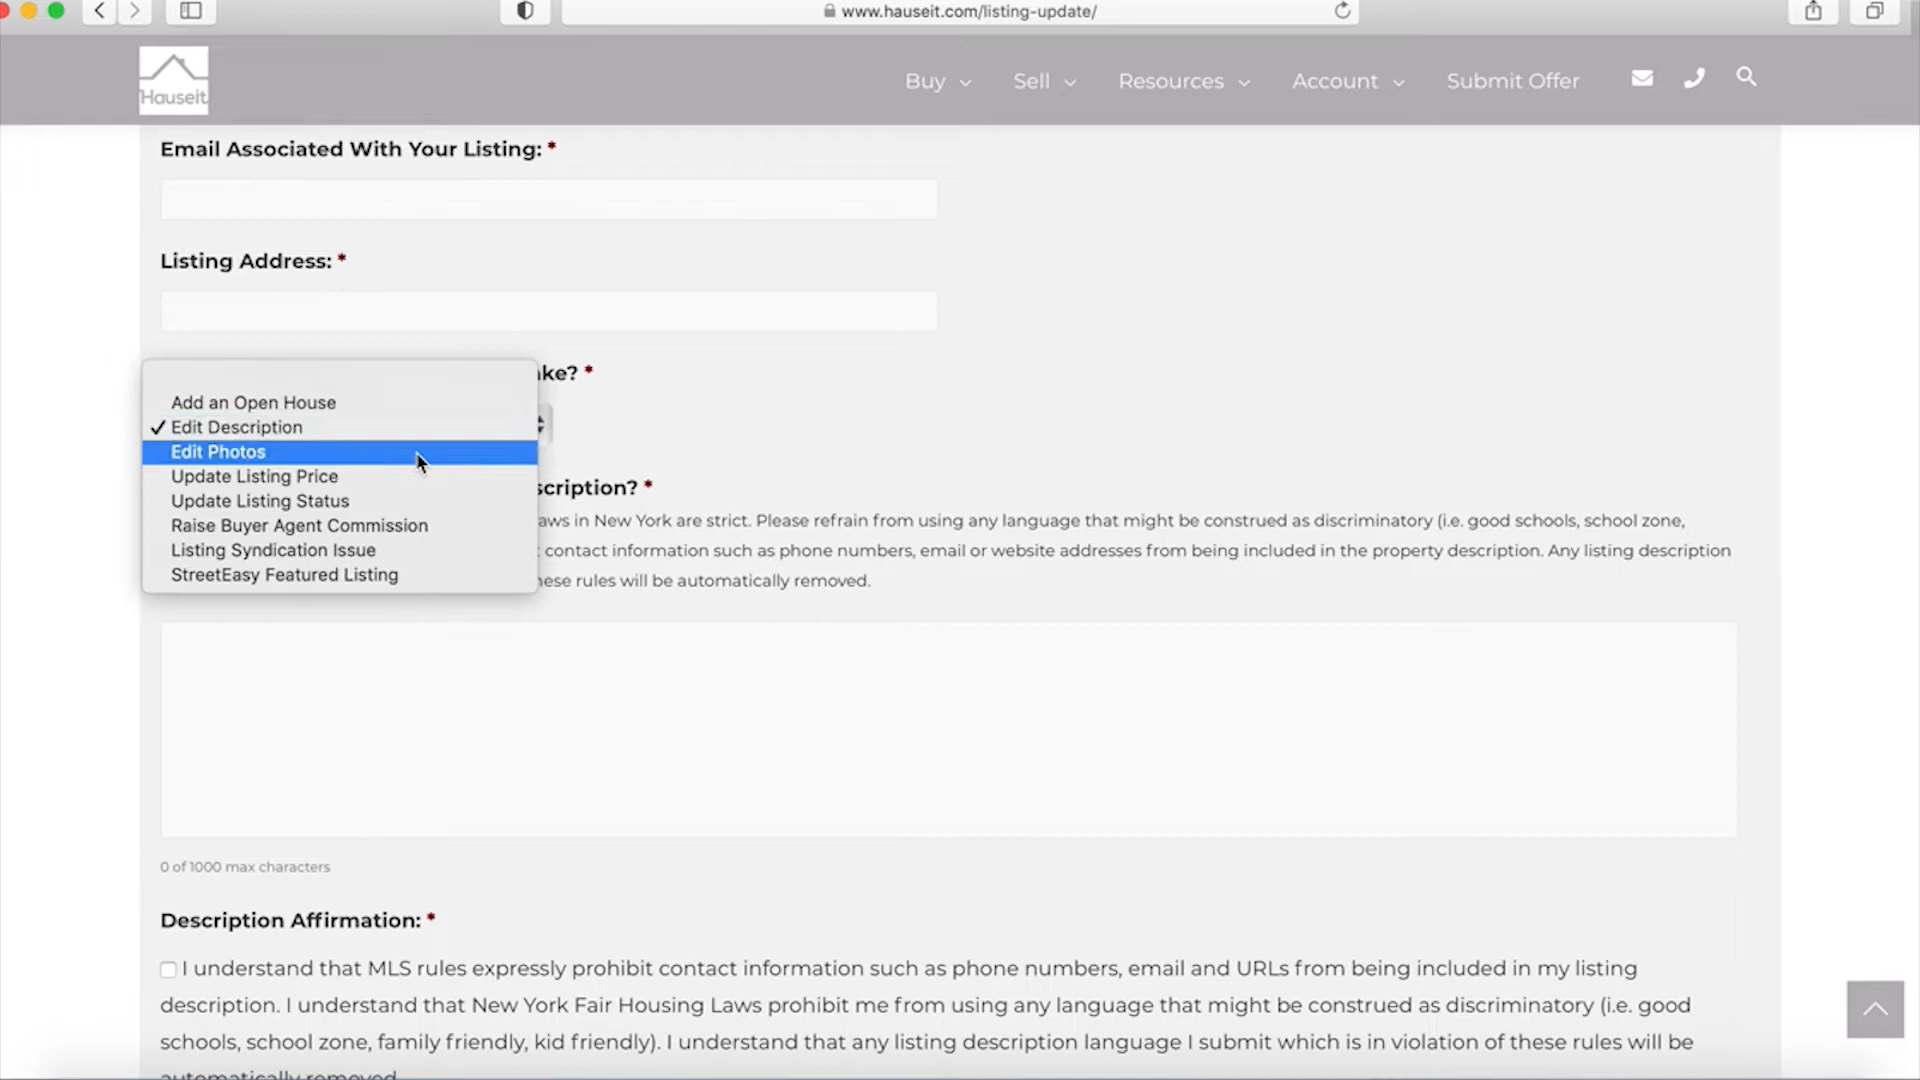 www.hauseit.com/listing-update/
Hauseit
Buy
Sell
Resources
Account
Submit Offer
Email Associated With Your Listing: *
Listing Address: *
ke? *
Add an Open House
✓ Edit Description
Edit Photos
Update Listing Price
Update Listing Status
Raise Buyer Agent Commission
Listing Syndication Issue
StreetEasy Featured Listing
scription? *
aws in New York are strict. Please refrain from using any language that might be construed as discriminatory (i.e. good schools, school zone,
contact information such as phone numbers, email or website addresses from being included in the property description. Any listing description
hese rules will be automatically removed.
0 of 1000 max characters
Description Affirmation: *
I understand that MLS rules expressly prohibit contact information such as phone numbers, email and URLs from being included in my listing
description. I understand that New York Fair Housing Laws prohibit me from using any language that might be construed as discriminatory (i.e. good
schools, school zone, family friendly, kid friendly). I understand that any listing description language I submit which is in violation of these rules will be
automatically removed